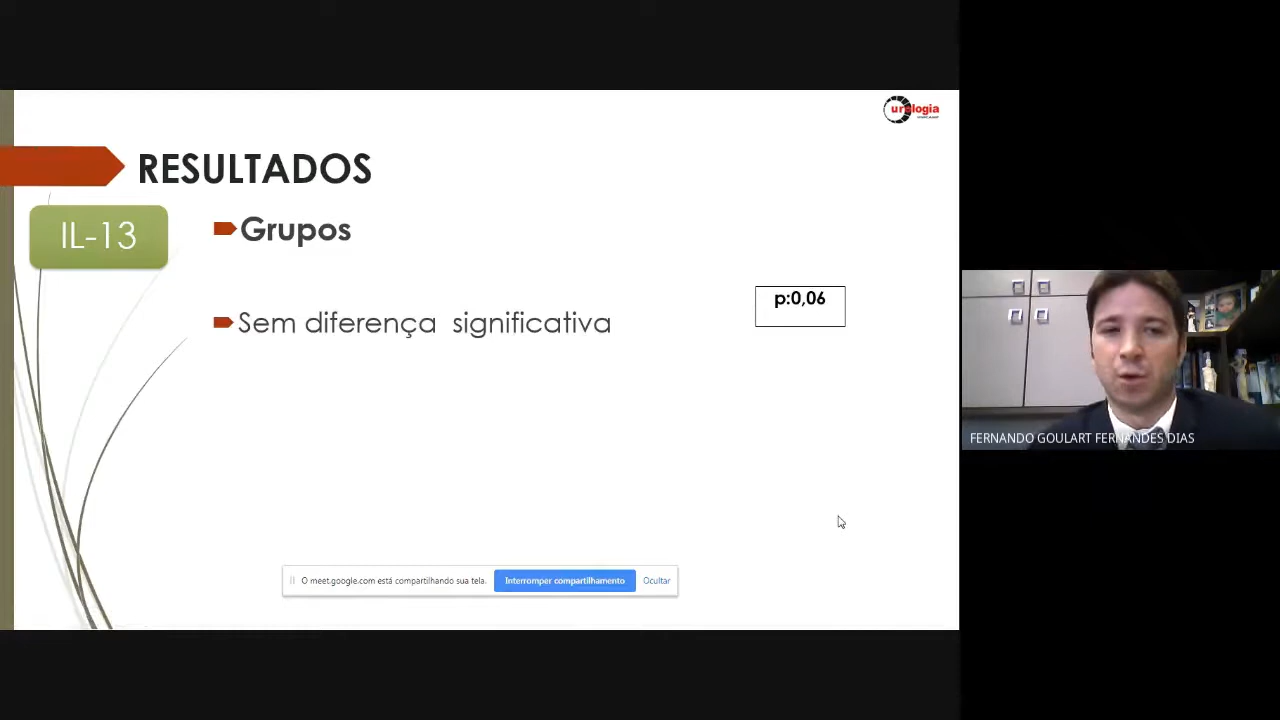 urologia
RESULTADOS
IL-13
Grupos
p:0,06
Sem diferença significativa
FERNANDO GOULART FERNANDES DIAS
O meet.google.com está compartilhando sua tela.
Interromper compartilhamento
Ocultar